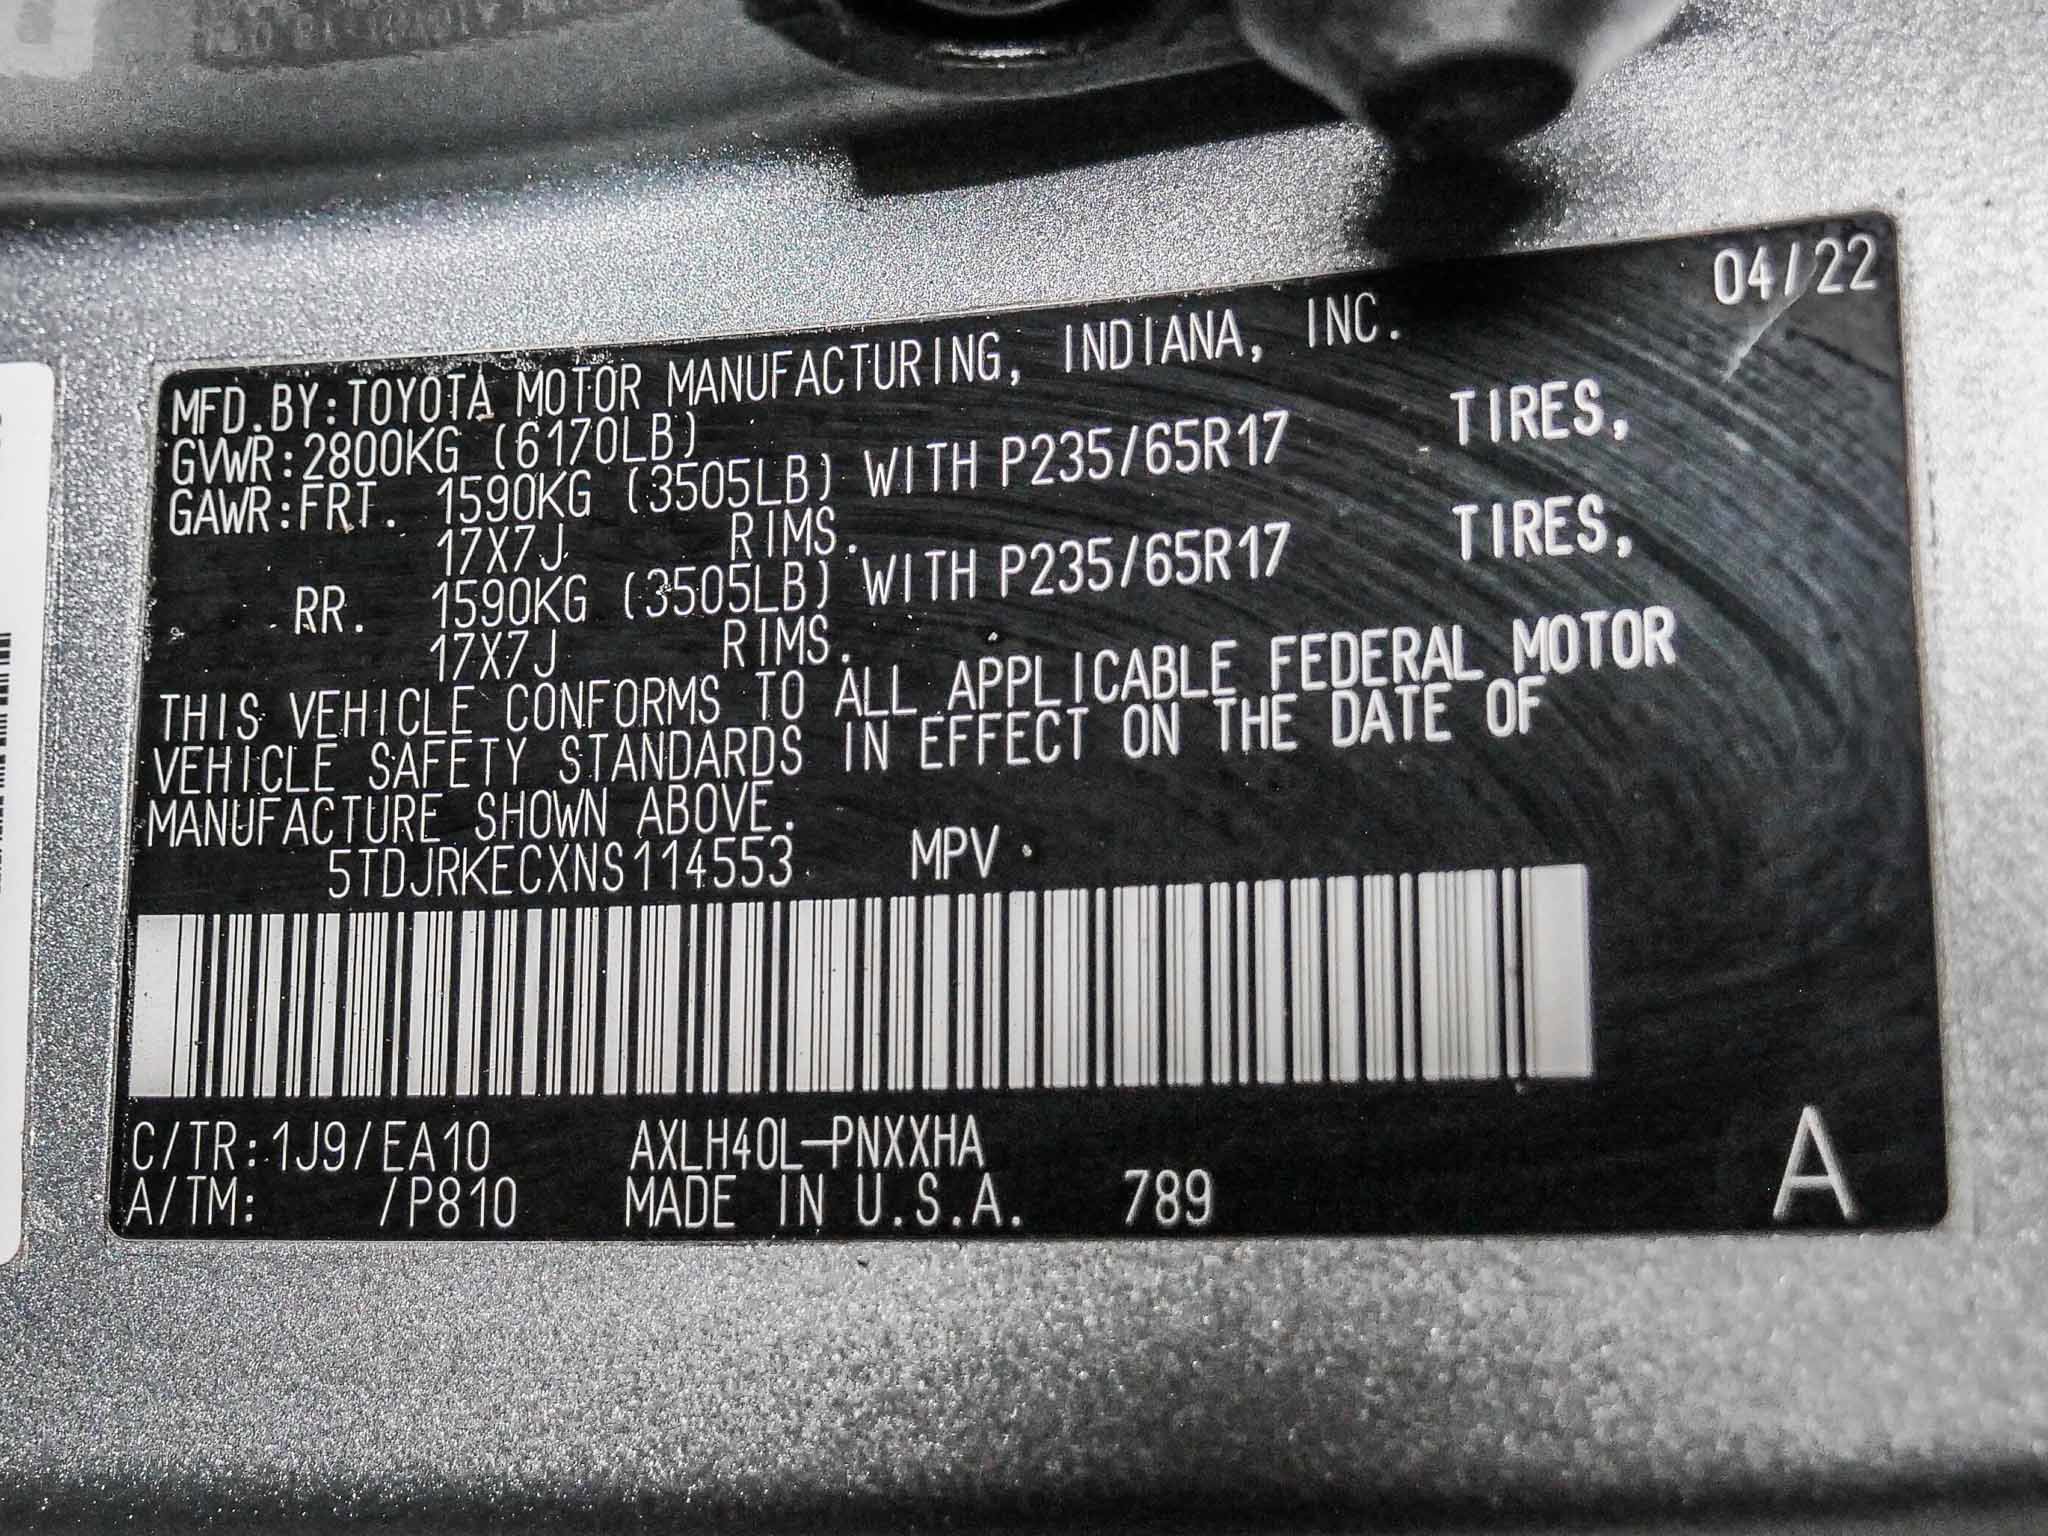 04/22
MFD.BY:TOYOTA MOTOR MANUFACTURING, INDIANA, INC.
GVWR:2800KG (6170LB)
GAWR:FRT. 1590KG (3505LB) WITH P235/65R17 TIRES,
17X7J RIMS.
RR. 1590KG (3505LB) WITH P235/65R17 TIRES,
17X7J RIMS.
THIS VEHICLE CONFORMS TO ALL APPLICABLE FEDERAL MOTOR
VEHICLE SAFETY STANDARDS IN EFFECT ON THE DATE OF
MANUFACTURE SHOWN ABOVE.
5TDJRKECXNS114553 MPV
C/TR:1J9/EA10 AXLH40L-PNXXHA
A/TM: /P810 MADE IN U.S.A. 789
A